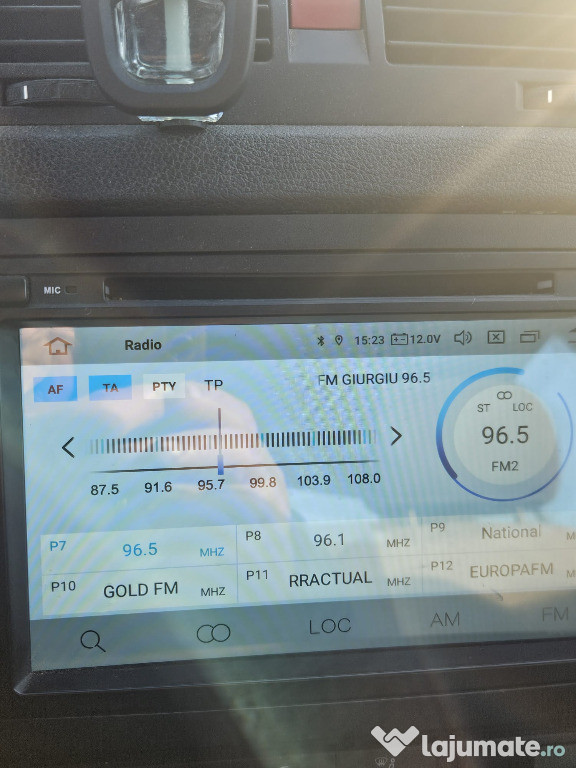 MIC
Radio 15:23 12.0V
AF TA PTY TP FM GIURGIU 96.5
ST LOC
96.5
FM2
87.5 91.6 95.7 99.8 103.9 108.0
P7 96.5 MHZ P8 96.1 MHZ P9 National
P10 GOLD FM MHZ P11 RRACTUAL MHZ P12 EUROPAFM
LOC AM FM
lajumate.ro